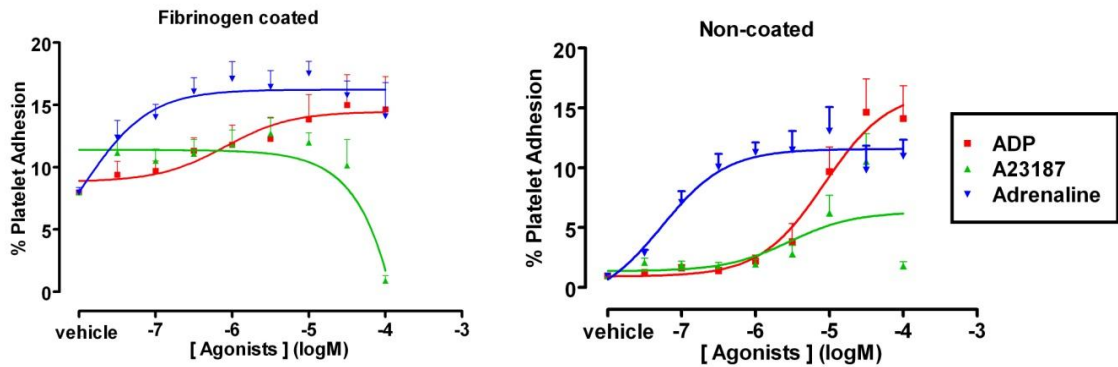 Fibrinogen coated
% Platelet Adhesion
20
15
10
5
0
vehicle -7 -6 -5 -4 -3
[ Agonists ] (logM)
Non-coated
% Platelet Adhesion
20
15
10
5
0
vehicle -7 -6 -5 -4 -3
[ Agonists ] (logM)
ADP
A23187
Adrenaline